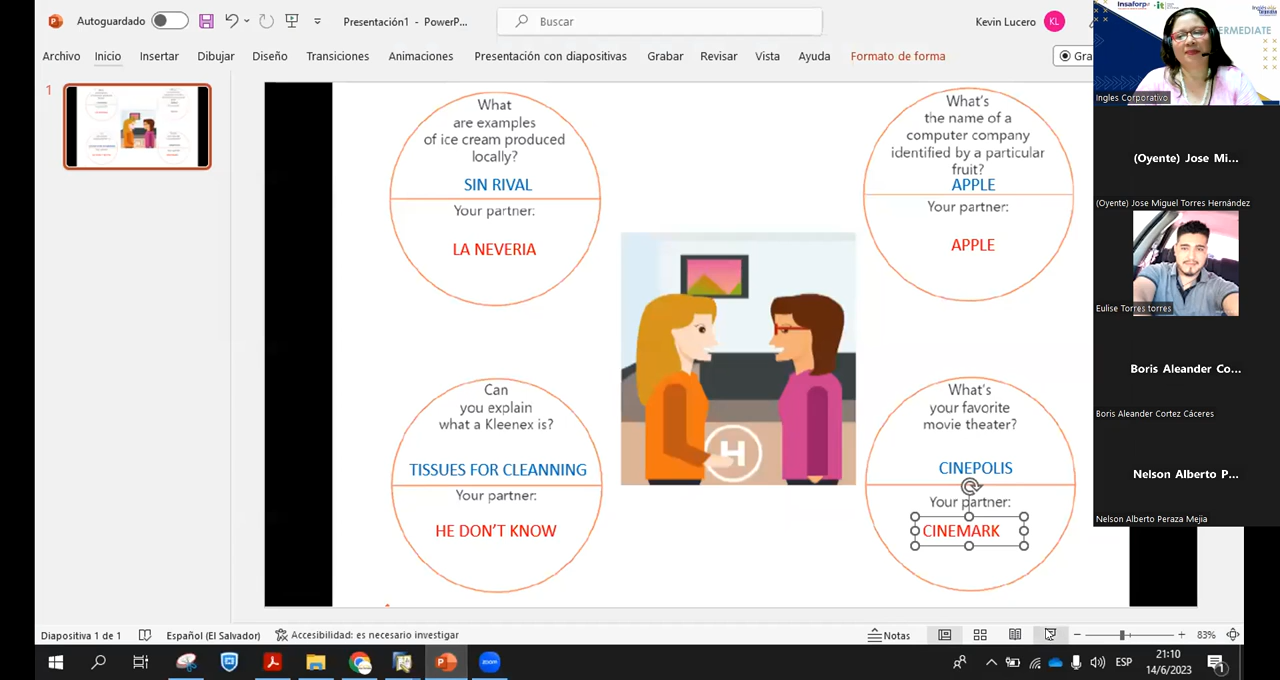 Autoguardado
Presentación1 - PowerP...
Buscar
Kevin Lucero
KL
Archivo Inicio Insertar Dibujar Diseño Transiciones Animaciones Presentación con diapositivas Grabar Revisar Vista Ayuda Formato de forma
Gra
1
What
are examples
of ice cream produced
locally?
SIN RIVAL
Your partner:
LA NEVERIA
What's
the name of a
computer company
identified by a particular
fruit?
APPLE
Your partner:
APPLE
Can
you explain
what a Kleenex is?
TISSUES FOR CLEANNING
Your partner:
HE DON'T KNOW
What's
your favorite
movie theater?
CINEPOLIS
Your partner:
CINEMARK
H
Insaforp
ERMEDIATE
Ingles Corporativo
(Oyente) Jose Mi...
(Oyente) Jose Miguel Torres Hernández
Eulise Torres torres
Boris Aleander Co...
Boris Aleander Cortez Cáceres
Nelson Alberto P...
Nelson Alberto Peraza Mejia
Diapositiva 1 de 1
Español (El Salvador)
Accesibilidad: es necesario investigar
Notas
83%
zoom
ESP
21:10
14/6/2023
1